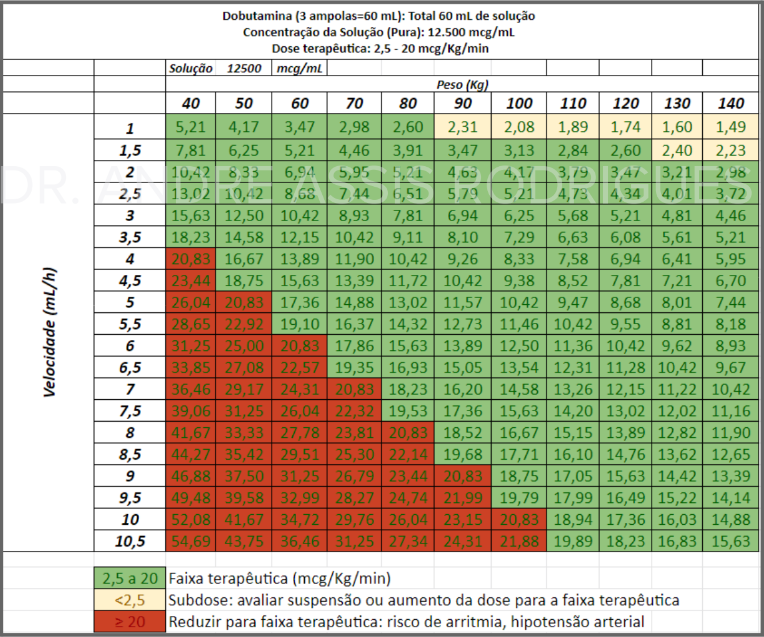 Dobutamina (3 ampolas=60 mL): Total 60 mL de solução
Concentração da Solução (Pura): 12.500 mcg/mL
Dose terapêutica: 2,5 - 20 mcg/Kg/min
Solução 12500 mcg/mL
Peso (Kg)
40 50 60 70 80 90 100 110 120 130 140
Velocidade (mL/h)
1 5,21 4,17 3,47 2,98 2,60 2,31 2,08 1,89 1,74 1,60 1,49
1,5 7,81 6,25 5,21 4,46 3,91 3,47 3,13 2,84 2,60 2,40 2,23
DR. ANDRE ASSIS RODRIGUES
2 10,42 8,33 6,94 5,95 5,21 4,63 4,17 3,79 3,47 3,21 2,98
2,5 13,02 10,42 8,68 7,44 6,51 5,79 5,21 4,73 4,34 4,01 3,72
3 15,63 12,50 10,42 8,93 7,81 6,94 6,25 5,68 5,21 4,81 4,46
3,5 18,23 14,58 12,15 10,42 9,11 8,10 7,29 6,63 6,08 5,61 5,21
4 20,83 16,67 13,89 11,90 10,42 9,26 8,33 7,58 6,94 6,41 5,95
4,5 23,44 18,75 15,63 13,39 11,72 10,42 9,38 8,52 7,81 7,21 6,70
5 26,04 20,83 17,36 14,88 13,02 11,57 10,42 9,47 8,68 8,01 7,44
5,5 28,65 22,92 19,10 16,37 14,32 12,73 11,46 10,42 9,55 8,81 8,18
6 31,25 25,00 20,83 17,86 15,63 13,89 12,50 11,36 10,42 9,62 8,93
6,5 33,85 27,08 22,57 19,35 16,93 15,05 13,54 12,31 11,28 10,42 9,67
7 36,46 29,17 24,31 20,83 18,23 16,20 14,58 13,26 12,15 11,22 10,42
7,5 39,06 31,25 26,04 22,32 19,53 17,36 15,63 14,20 13,02 12,02 11,16
8 41,67 33,33 27,78 23,81 20,83 18,52 16,67 15,15 13,89 12,82 11,90
8,5 44,27 35,42 29,51 25,30 22,14 19,68 17,71 16,10 14,76 13,62 12,65
9 46,88 37,50 31,25 26,79 23,44 20,83 18,75 17,05 15,63 14,42 13,39
9,5 49,48 39,58 32,99 28,27 24,74 21,99 19,79 17,99 16,49 15,22 14,14
10 52,08 41,67 34,72 29,76 26,04 23,15 20,83 18,94 17,36 16,03 14,88
10,5 54,69 43,75 36,46 31,25 27,34 24,31 21,88 19,89 18,23 16,83 15,63
2,5 a 20 Faixa terapêutica (mcg/Kg/min)
<2,5 Subdose: avaliar suspensão ou aumento da dose para a faixa terapêutica
≥ 20 Reduzir para faixa terapêutica: risco de arritmia, hipotensão arterial